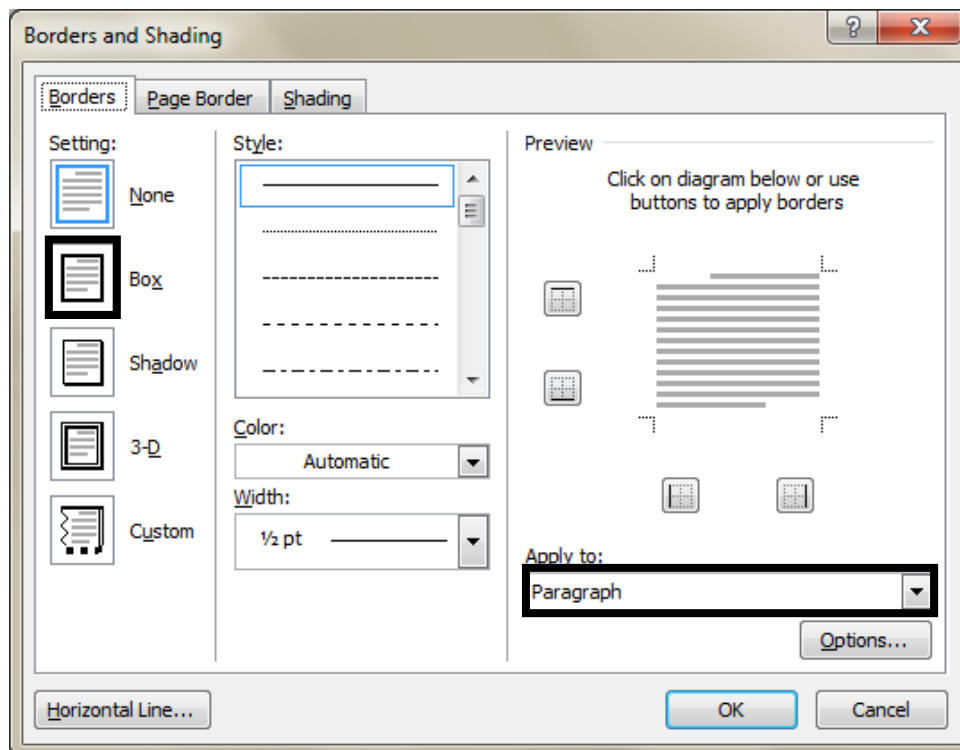 Borders and Shading
?
Borders Page Border Shading
Setting:
None
Box
Shadow
3-D
Custom
Style:
Color:
Automatic
Width:
½ pt
Preview
Click on diagram below or use
buttons to apply borders
Apply to:
Paragraph
Options...
Horizontal Line...
OK
Cancel